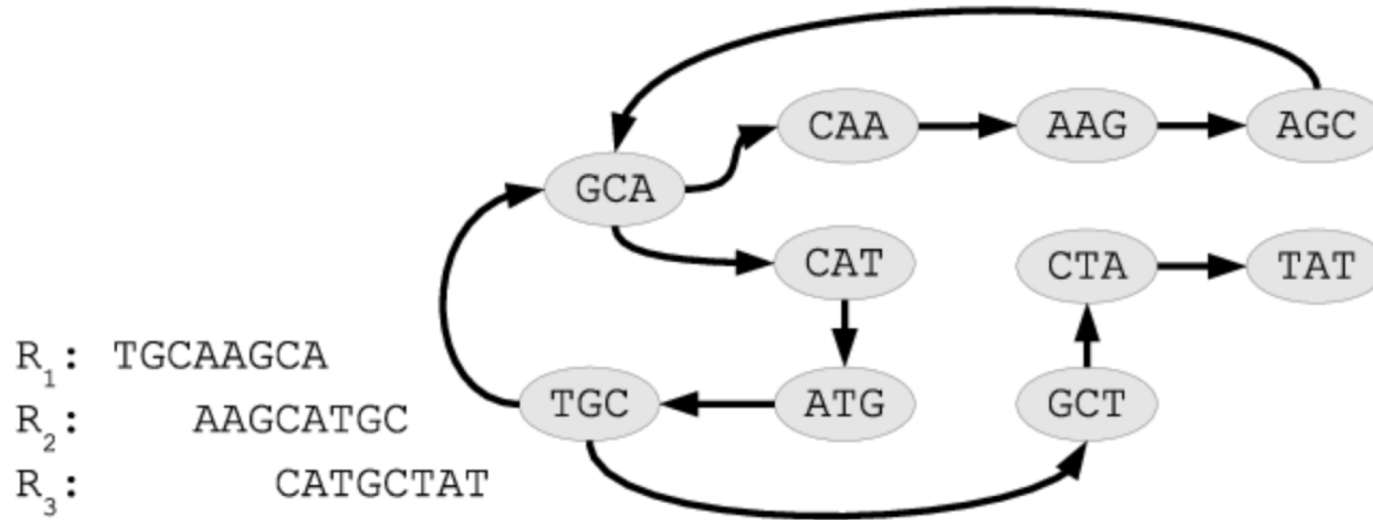 CAA AAG AGC
GCA
CAT CTA TAT
R1: TGCAAGCA
TGC ATG GCT
R2: AAGCATGC
R3: CATGCTAT